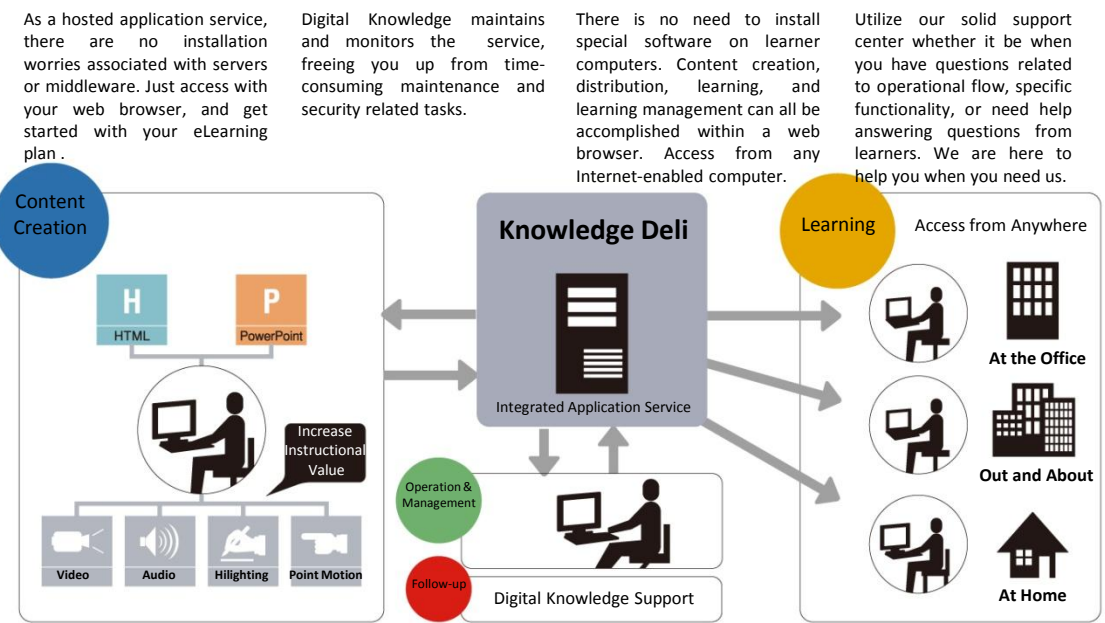 As a hosted application service,
there are no installation
worries associated with servers
or middleware. Just access with
your web browser, and get
started with your eLearning
plan .
Digital Knowledge maintains
and monitors the service,
freeing you up from time-
consuming maintenance and
security related tasks.
There is no need to install
special software on learner
computers. Content creation,
distribution, learning, and
learning management can all be
accomplished within a web
browser. Access from any
Internet-enabled computer.
Utilize our solid support
center whether it be when
you have questions related
to operational flow, specific
functionality, or need help
answering questions from
learners. We are here to
help you when you need us.
Content
Creation
H
HTML
P
PowerPoint
Increase
Instructional
Value
Video
Audio
Hilighting
Point Motion
Knowledge Deli
Integrated Application Service
Operation &
Management
Follow-up
Digital Knowledge Support
Learning
Access from Anywhere
At the Office
Out and About
At Home